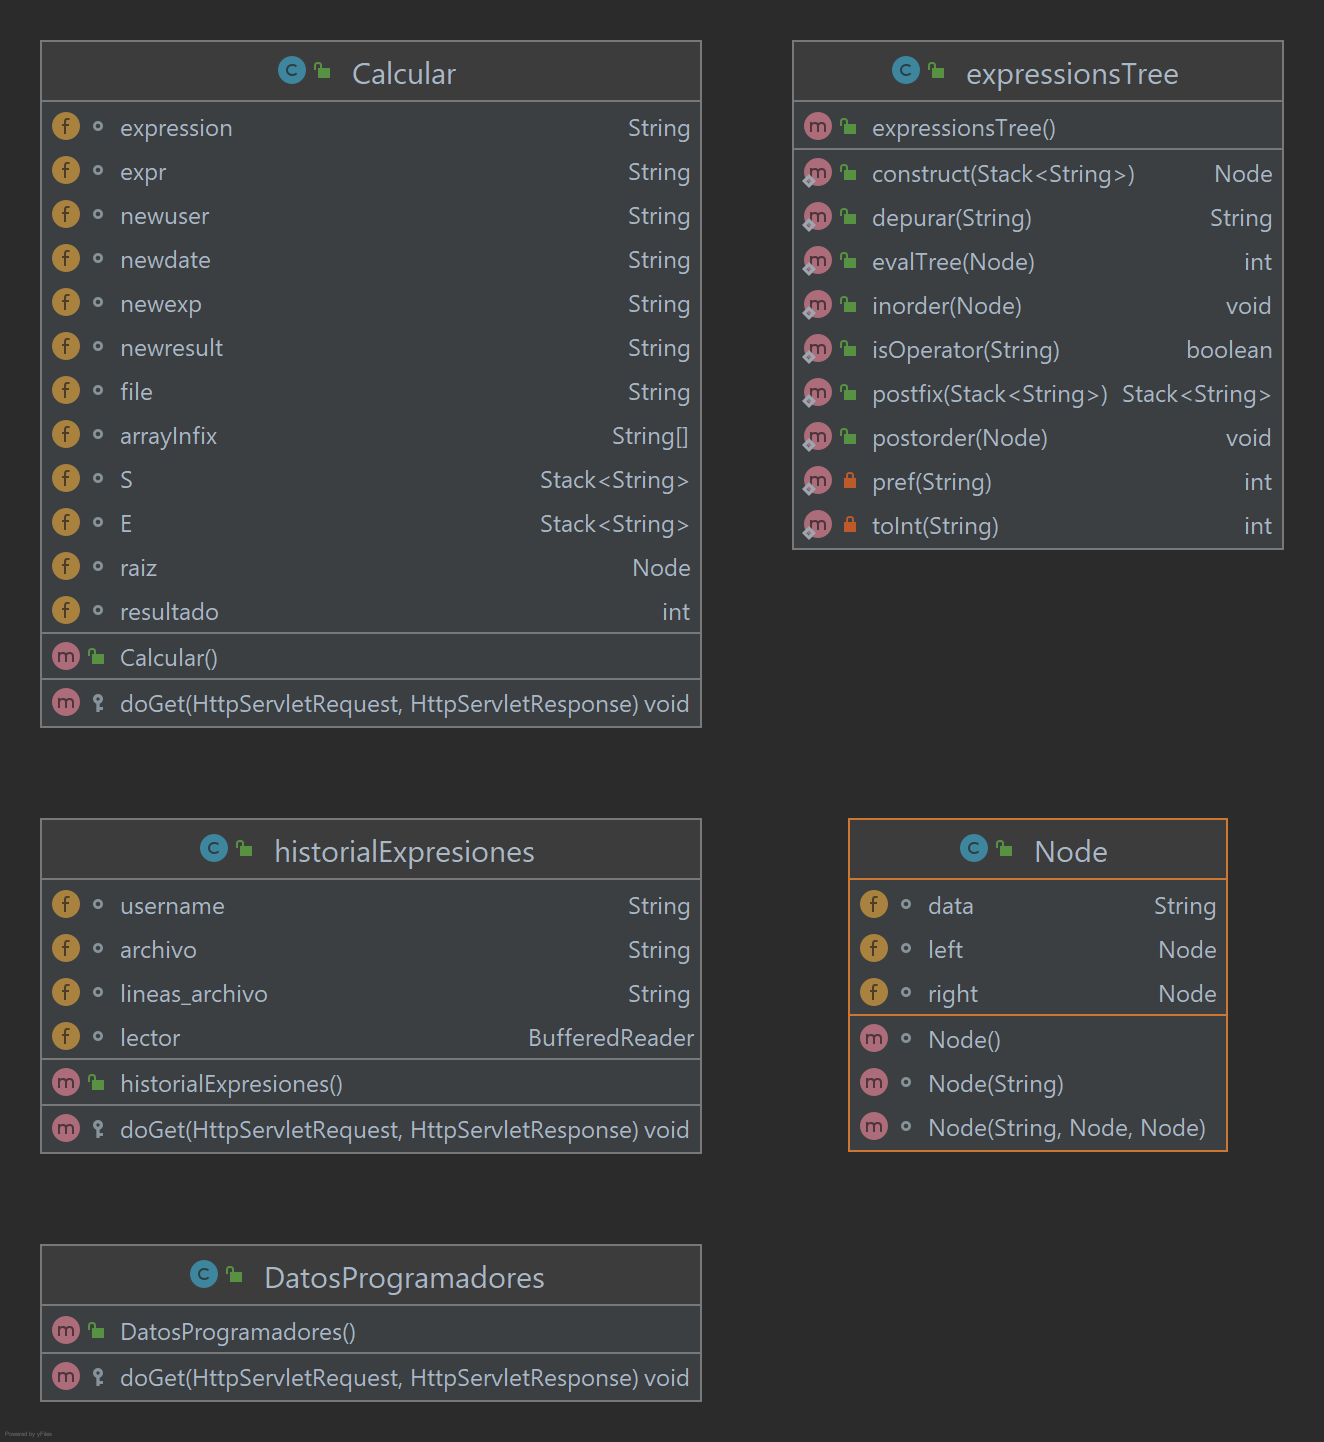 Calcular
expression String
expr String
newuser String
newdate String
newexp String
newresult String
file String
arrayInfix String[]
S Stack<String>
E Stack<String>
raiz Node
resultado int
Calcular()
doGet(HttpServletRequest, HttpServletResponse) void
expressionsTree
expressionsTree()
construct(Stack<String>) Node
depurar(String) String
evalTree(Node) int
inorder(Node) void
isOperator(String) boolean
postfix(Stack<String>) Stack<String>
postorder(Node) void
pref(String) int
toInt(String) int
historialExpresiones
username String
archivo String
lineas_archivo String
lector BufferedReader
historialExpresiones()
doGet(HttpServletRequest, HttpServletResponse) void
Node
data String
left Node
right Node
Node()
Node(String)
Node(String, Node, Node)
DatosProgramadores
DatosProgramadores()
doGet(HttpServletRequest, HttpServletResponse) void
Powered by yFiles